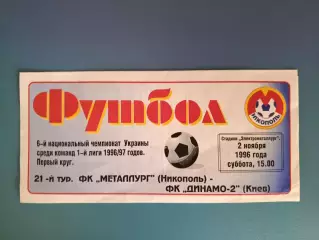 Футбол
НИКОПОЛЬ
6-й национальный чемпионат Украины
среди команд 1-й лиги 1996/97 годов.
Первый круг.
Стадион „Электрометаллург".
2 ноября
1996 года
суббота, 15.00
21-й тур. ФК „МЕТАЛЛУРГ" (Никополь) -
ФК „ДИНАМО-2" (Киев)